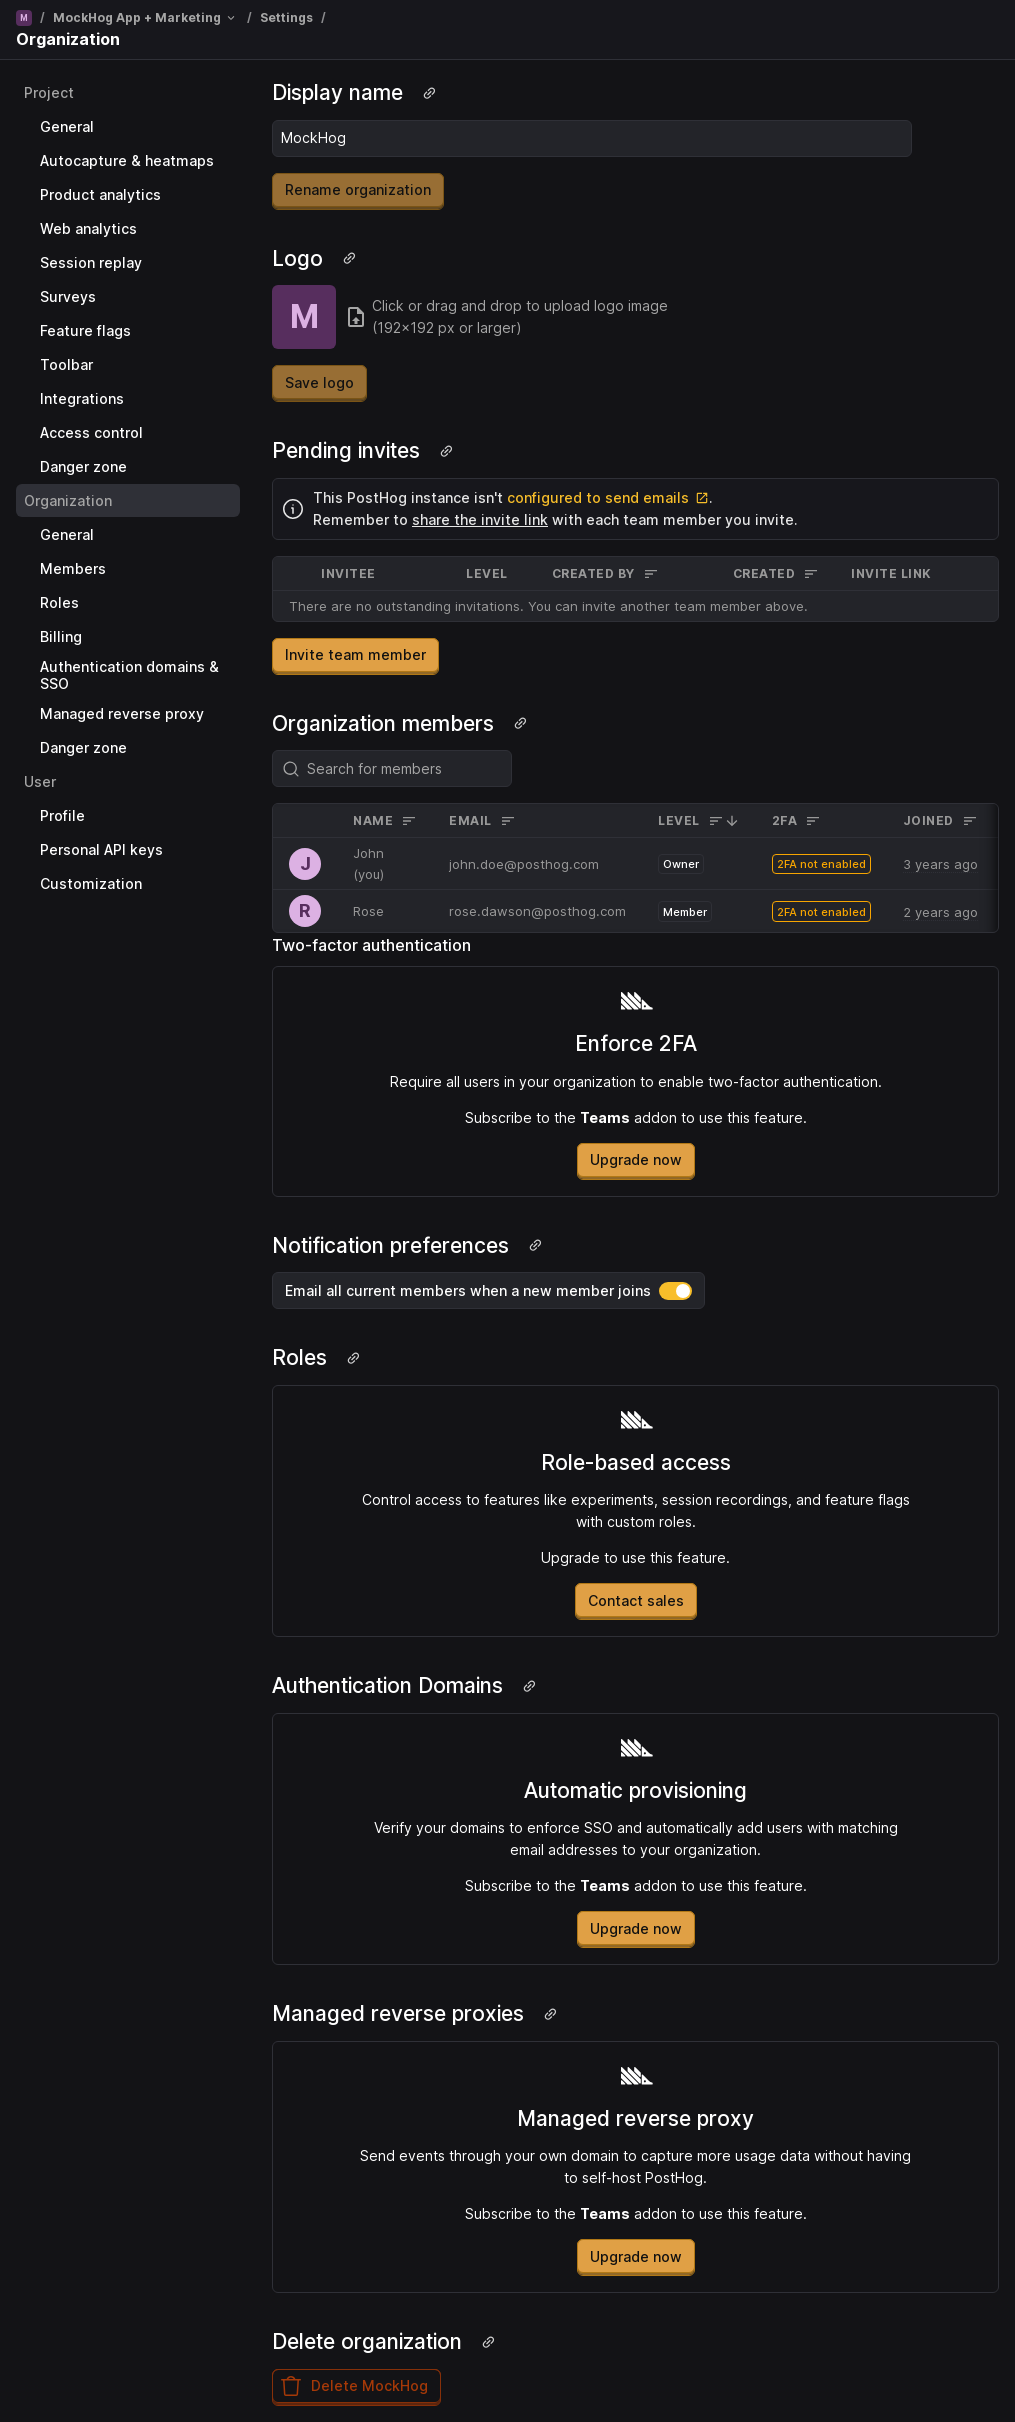 M / MockHog App + Marketing / Settings /
Organization
Project
General
Autocapture & heatmaps
Product analytics
Web analytics
Session replay
Surveys
Feature flags
Toolbar
Integrations
Access control
Danger zone
Organization
General
Members
Roles
Billing
Authentication domains &
SSO
Managed reverse proxy
Danger zone
User
Profile
Personal API keys
Customization
Display name
MockHog
Rename organization
Logo
M
Click or drag and drop to upload logo image
(192x192 px or larger)
Save logo
Pending invites
This PostHog instance isn't configured to send emails.
Remember to share the invite link with each team member you invite.
INVITEE LEVEL CREATED BY CREATED INVITE LINK
There are no outstanding invitations. You can invite another team member above.
Invite team member
Organization members
Search for members
NAME EMAIL LEVEL 2FA JOINED
J John (you) john.doe@posthog.com Owner 2FA not enabled 3 years ago
R Rose rose.dawson@posthog.com Member 2FA not enabled 2 years ago
Two-factor authentication
Enforce 2FA
Require all users in your organization to enable two-factor authentication.
Subscribe to the Teams addon to use this feature.
Upgrade now
Notification preferences
Email all current members when a new member joins
Roles
Role-based access
Control access to features like experiments, session recordings, and feature flags
with custom roles.
Upgrade to use this feature.
Contact sales
Authentication Domains
Automatic provisioning
Verify your domains to enforce SSO and automatically add users with matching
email addresses to your organization.
Subscribe to the Teams addon to use this feature.
Upgrade now
Managed reverse proxies
Managed reverse proxy
Send events through your own domain to capture more usage data without having
to self-host PostHog.
Subscribe to the Teams addon to use this feature.
Upgrade now
Delete organization
Delete MockHog